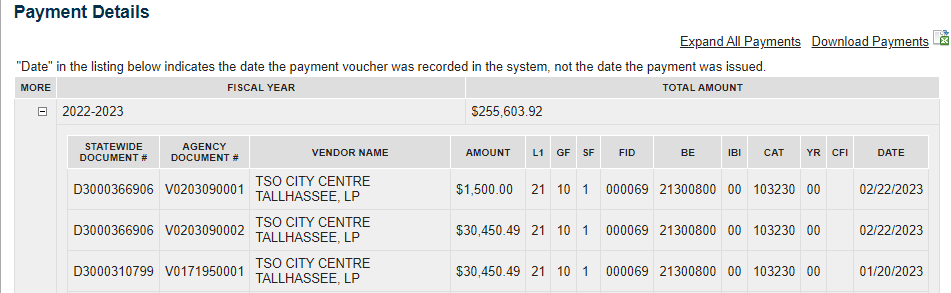 Payment Details
Expand All Payments Download Payments
"Date" in the listing below indicates the date the payment voucher was recorded in the system, not the date the payment was issued.
MORE FISCAL YEAR TOTAL AMOUNT
2022-2023 $255,603.92
STATEWIDE DOCUMENT # AGENCY DOCUMENT # VENDOR NAME AMOUNT L1 GF SF FID BE IBI CAT YR CFI DATE
D3000366906 V0203090001 TSO CITY CENTRE TALLHASSEE, LP $1,500.00 21 10 1 000069 21300800 00 103230 00 02/22/2023
D3000366906 V0203090002 TSO CITY CENTRE TALLHASSEE, LP $30,450.49 21 10 1 000069 21300800 00 103230 00 02/22/2023
D3000310799 V0171950001 TSO CITY CENTRE TALLHASSEE, LP $30,450.49 21 10 1 000069 21300800 00 103230 00 01/20/2023